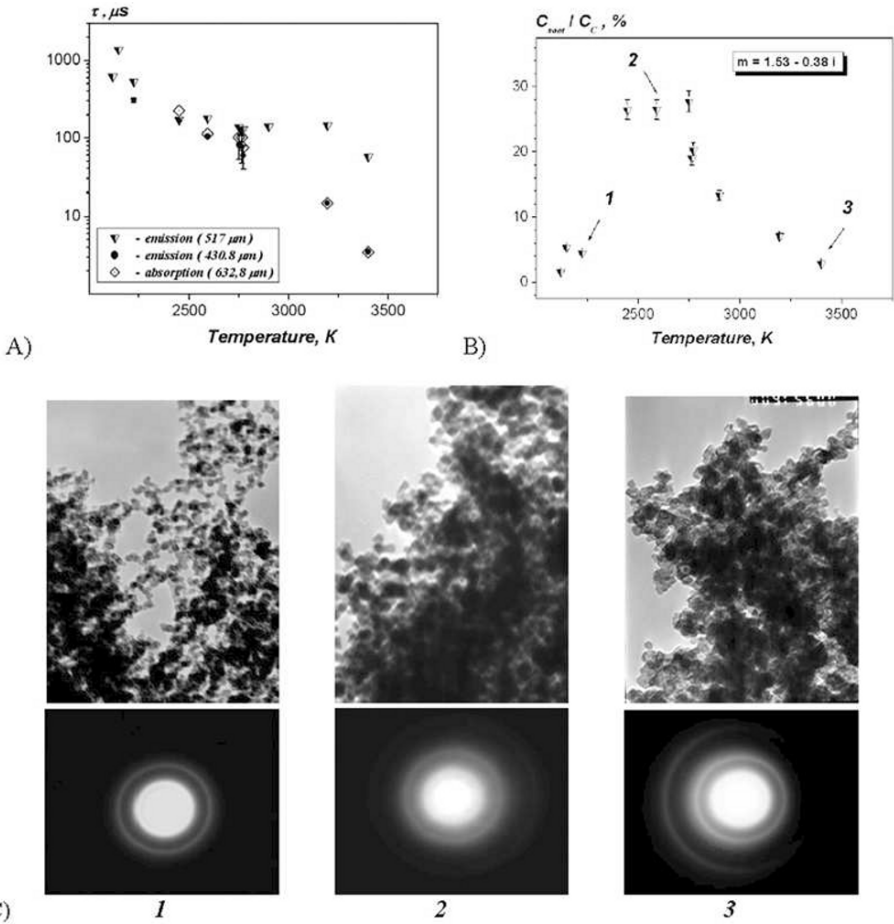 τ , μs
1000
100
10
- emission ( 517 μm)
- emission ( 430.8 μm)
- absorption ( 632,8 μm )
2500
3000
3500
Temperature, K
A)
C_soot / C_C , %
m = 1.53 - 0.38 i
30
20
10
0
1
2
3
2500
3000
3500
Temperature, K
B)
1
2
3